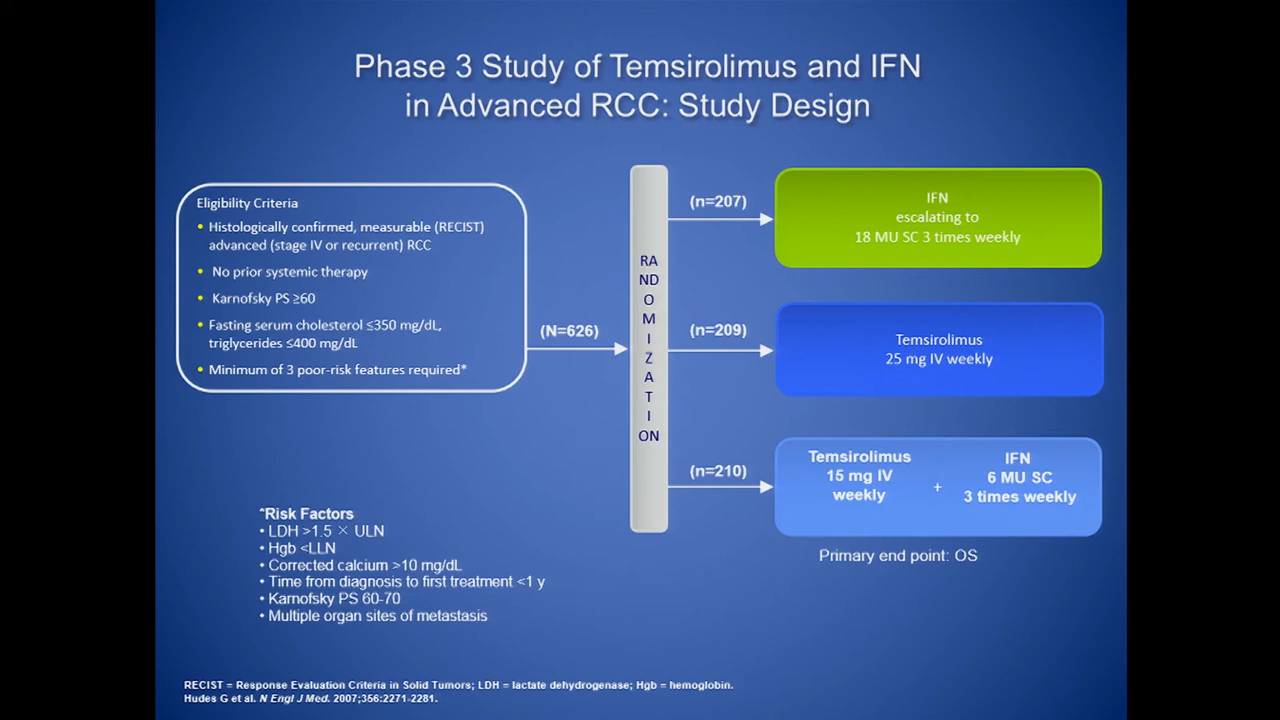 Phase 3 Study of Temsirolimus and IFN
in Advanced RCC: Study Design
Eligibility Criteria
• Histologically confirmed, measurable (RECIST)
advanced (stage IV or recurrent) RCC
• No prior systemic therapy
• Karnofsky PS ≥60
• Fasting serum cholesterol ≤350 mg/dL,
triglycerides ≤400 mg/dL
• Minimum of 3 poor-risk features required*
(N=626)
RA
ND
O
M
I
Z
A
T
I
ON
(n=207)
IFN
escalating to
18 MU SC 3 times weekly
(n=209)
Temsirolimus
25 mg IV weekly
(n=210)
Temsirolimus
15 mg IV
weekly
+
IFN
6 MU SC
3 times weekly
Primary end point: OS
*Risk Factors
• LDH >1.5 × ULN
• Hgb <LLN
• Corrected calcium >10 mg/dL
• Time from diagnosis to first treatment <1 y
• Karnofsky PS 60-70
• Multiple organ sites of metastasis
RECIST = Response Evaluation Criteria in Solid Tumors; LDH = lactate dehydrogenase; Hgb = hemoglobin.
Hudes G et al. N Engl J Med. 2007;356:2271-2281.